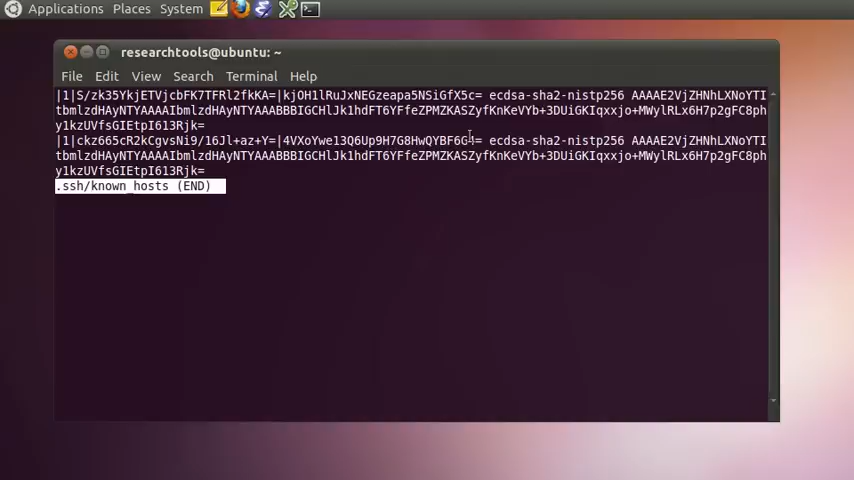 Applications Places System
researchtools@ubuntu: ~
File Edit View Search Terminal Help
|1|S/zk35YkjETVjcbFK7TFRl2fkKA=|kjOH1lRuJxNEGzeapa5NSiGfX5c= ecdsa-sha2-nistp256 AAAAE2VjZHNhLXNoYTI
tbmlzdHAyNTYAAAAIbmlzdHAyNTYAAABBBIGCHlJk1hdFT6YFfeZPMZKASZyfKnKeVYb+3DUiGKIqxxjo+MWylRLx6H7p2gFC8ph
y1kzUVfsGIEtpI613Rjk=
|1|ckz665cR2kCgvsNi9/16Jl+az+Y=|4VXoYwe13Q6Up9H7G8HwQYBF6G4= ecdsa-sha2-nistp256 AAAAE2VjZHNhLXNoYTI
tbmlzdHAyNTYAAAAIbmlzdHAyNTYAAABBBIGCHlJk1hdFT6YFfeZPMZKASZyfKnKeVYb+3DUiGKIqxxjo+MWylRLx6H7p2gFC8ph
y1kzUVfsGIEtpI613Rjk=
.ssh/known_hosts (END)